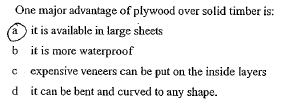 One major advantage of plywood over solid timber is:
a it is available in large sheets
b it is more waterproof
c expensive veneers can be put on the inside layers
d it can be bent and curved to any shape.